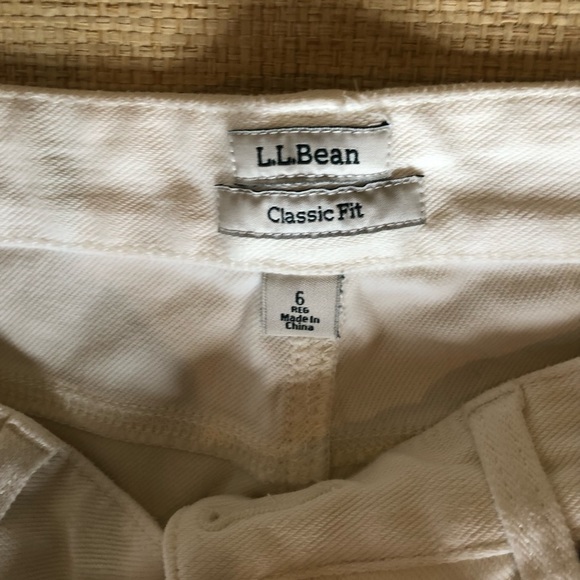 L.L.Bean
Classic Fit
6
REG
Made In
China